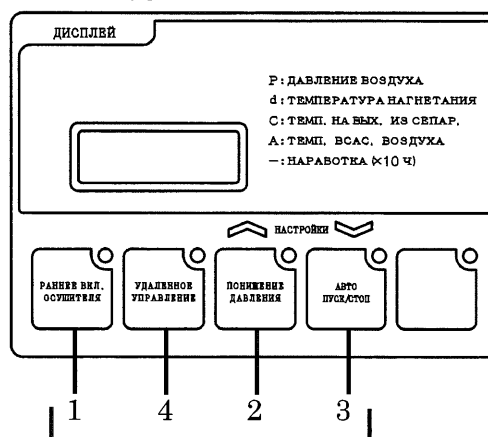 ДИСПЛЕЙ
P: ДАВЛЕНИЕ ВОЗДУХА
d: ТЕМПЕРАТУРА НАГНЕТАНИЯ
C: ТЕМП. НА ВЫХ. ИЗ СЕПАР.
A: ТЕМП. ВСАС. ВОЗДУХА
–: НАРАБОТКА (×10 Ч)
НАСТРОЙКИ
РАННЕЕ ВКЛ.
ОСУШИТЕЛЯ
УДАЛЕННОЕ
УПРАВЛЕНИЕ
ПОНИЖЕНИЕ
ДАВЛЕНИЯ
АВТО
ПУСК/СТОП
1 4 2 3